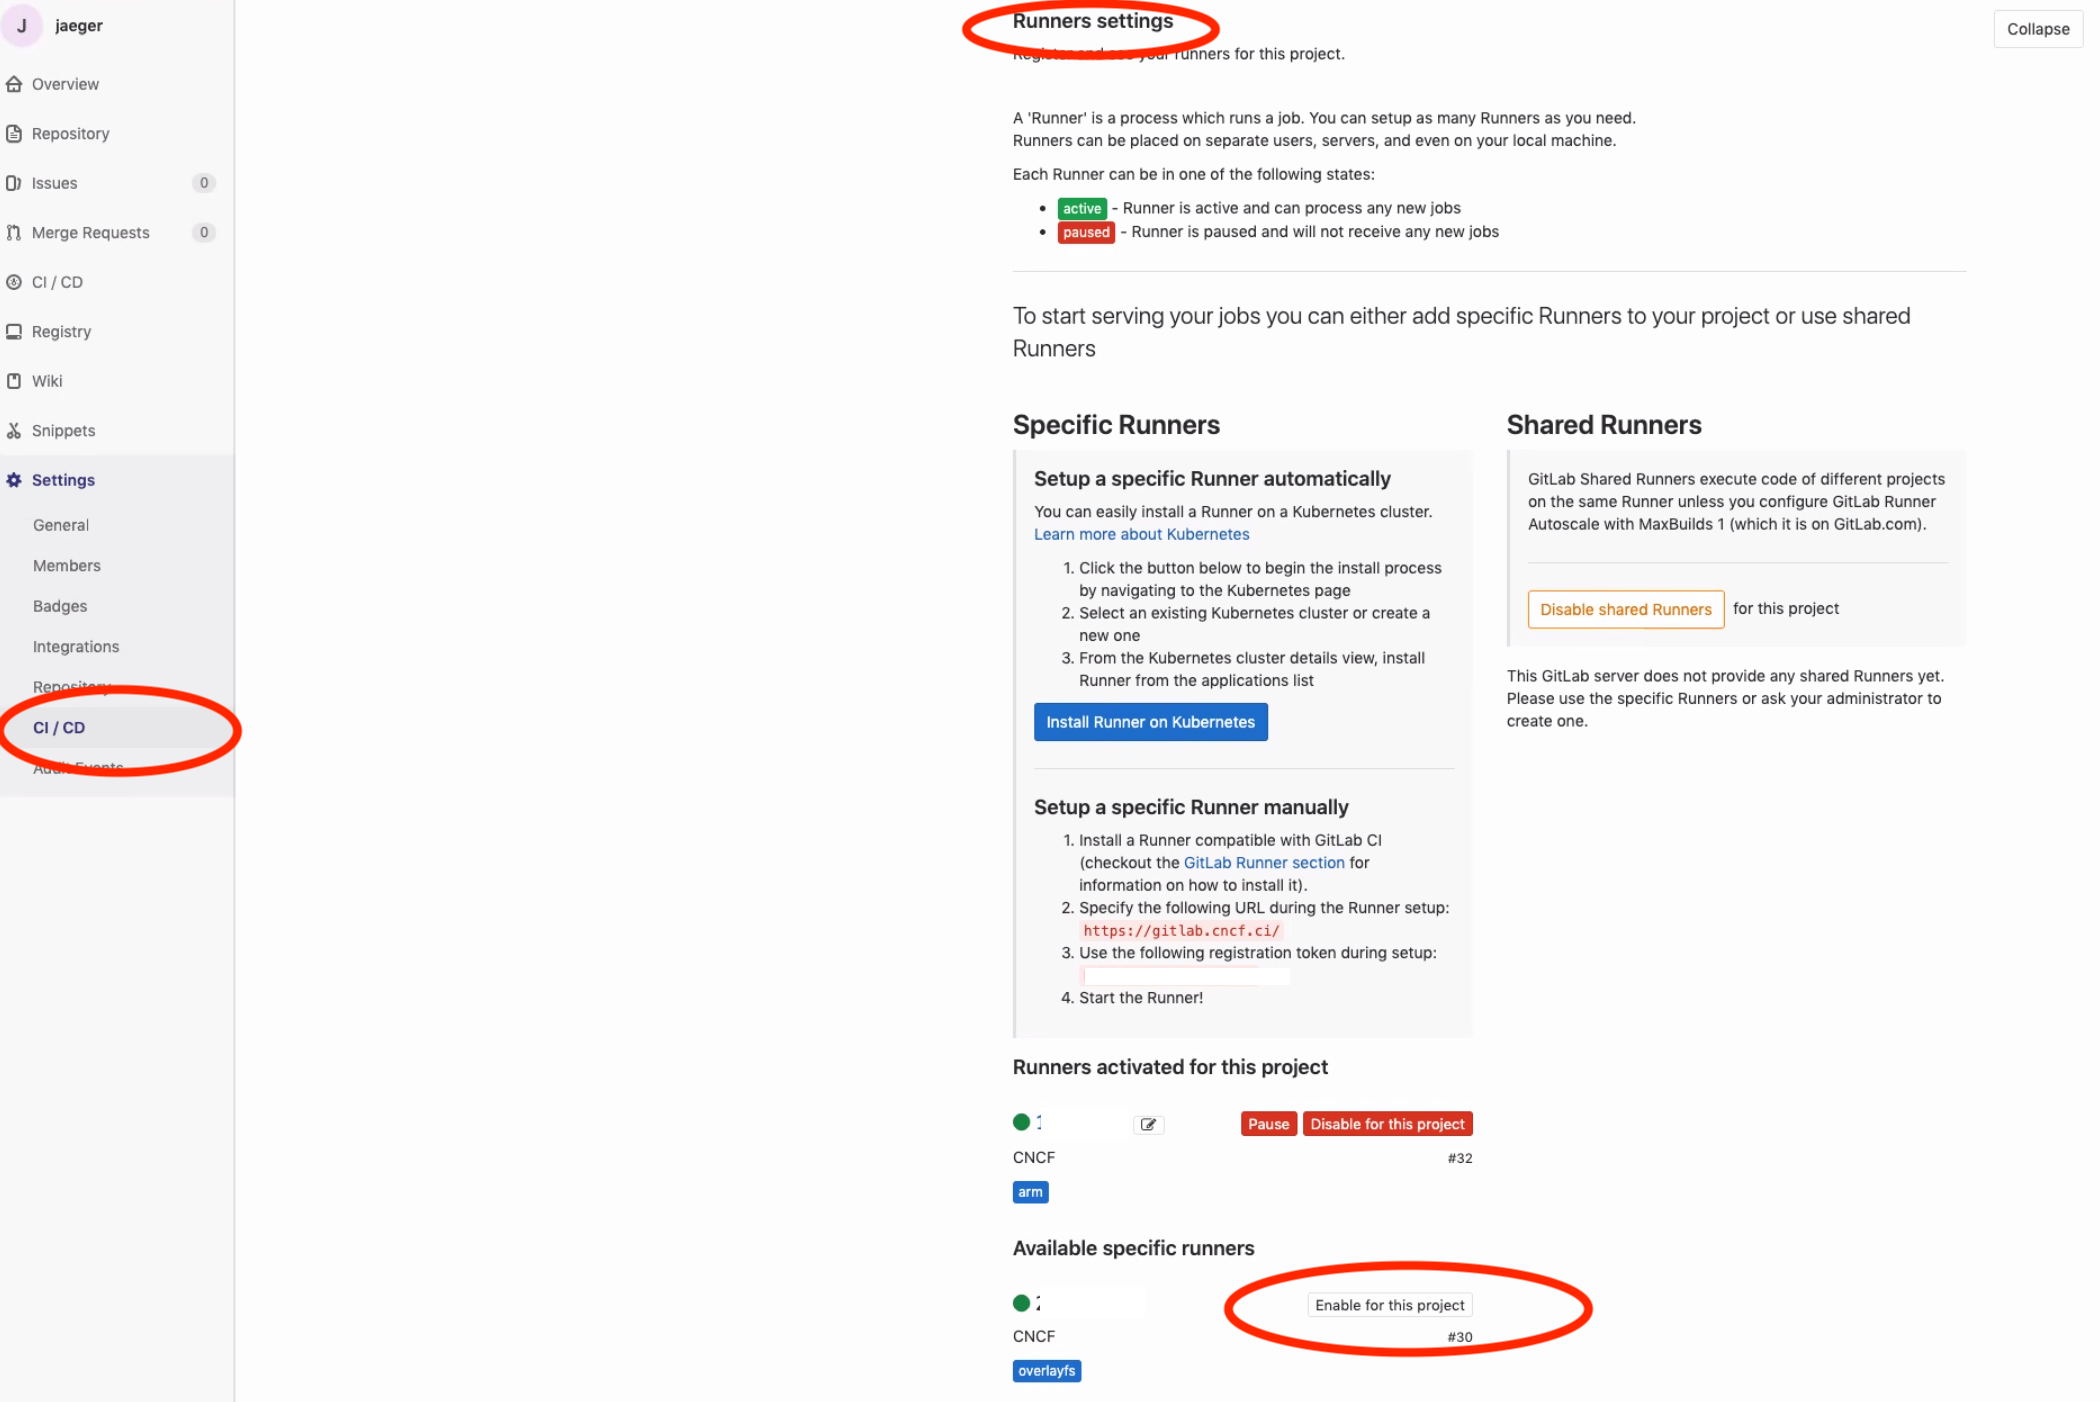 J jaeger
Overview
Repository
Issues 0
Merge Requests 0
CI / CD
Registry
Wiki
Snippets
Settings
General
Members
Badges
Integrations
Repository
CI / CD
Audit Events
Runners settings
Collapse
Register and see your runners for this project.
A 'Runner' is a process which runs a job. You can setup as many Runners as you need.
Runners can be placed on separate users, servers, and even on your local machine.
Each Runner can be in one of the following states:
• active - Runner is active and can process any new jobs
• paused - Runner is paused and will not receive any new jobs
To start serving your jobs you can either add specific Runners to your project or use shared
Runners
Specific Runners
Setup a specific Runner automatically
You can easily install a Runner on a Kubernetes cluster.
Learn more about Kubernetes
1. Click the button below to begin the install process
by navigating to the Kubernetes page
2. Select an existing Kubernetes cluster or create a
new one
3. From the Kubernetes cluster details view, install
Runner from the applications list
Install Runner on Kubernetes
Setup a specific Runner manually
1. Install a Runner compatible with GitLab CI
(checkout the GitLab Runner section for
information on how to install it).
2. Specify the following URL during the Runner setup:
https://gitlab.cncf.ci/
3. Use the following registration token during setup:
4. Start the Runner!
Shared Runners
GitLab Shared Runners execute code of different projects
on the same Runner unless you configure GitLab Runner
Autoscale with MaxBuilds 1 (which it is on GitLab.com).
Disable shared Runners for this project
This GitLab server does not provide any shared Runners yet.
Please use the specific Runners or ask your administrator to
create one.
Runners activated for this project
Pause Disable for this project
CNCF #32
arm
Available specific runners
Enable for this project
CNCF #30
overlayfs